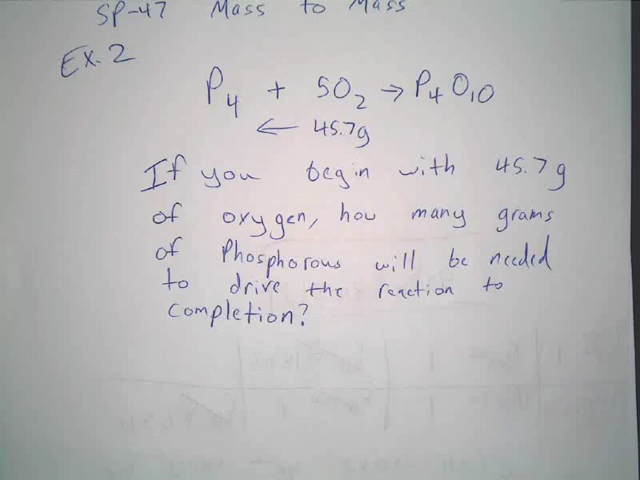 SP-47 Mass to Mass
Ex. 2
P₄ + 5O₂ → P₄O₁₀
← 45.7g
If you begin with 45.7g
of oxygen, how many grams
of Phosphorous will be needed
to drive the reaction to
completion?